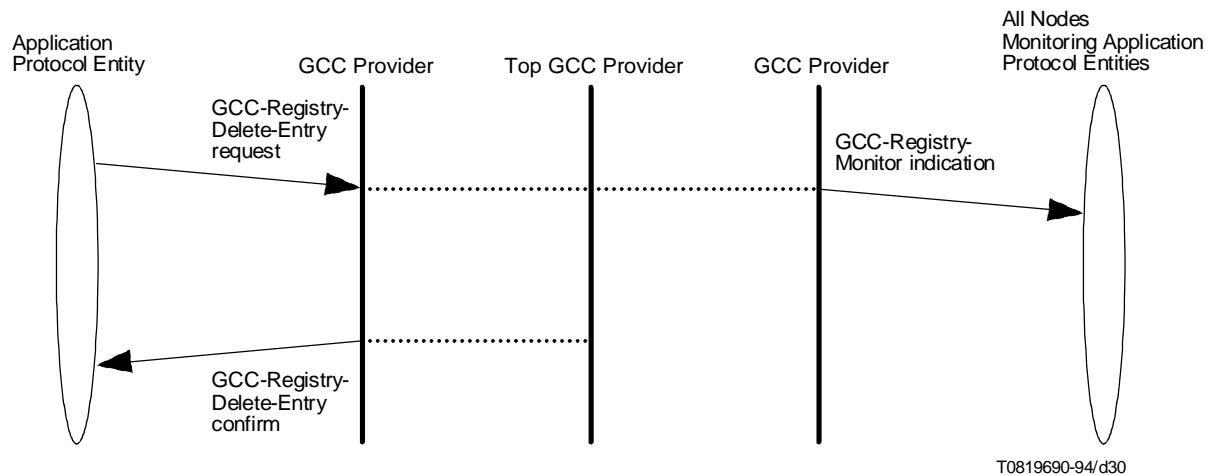 Application
Protocol Entity
GCC Provider
Top GCC Provider
GCC Provider
All Nodes
Monitoring Application
Protocol Entities
GCC-Registry-
Delete-Entry
request
GCC-Registry-
Monitor indication
GCC-Registry-
Delete-Entry
confirm
T0819690-94/d30